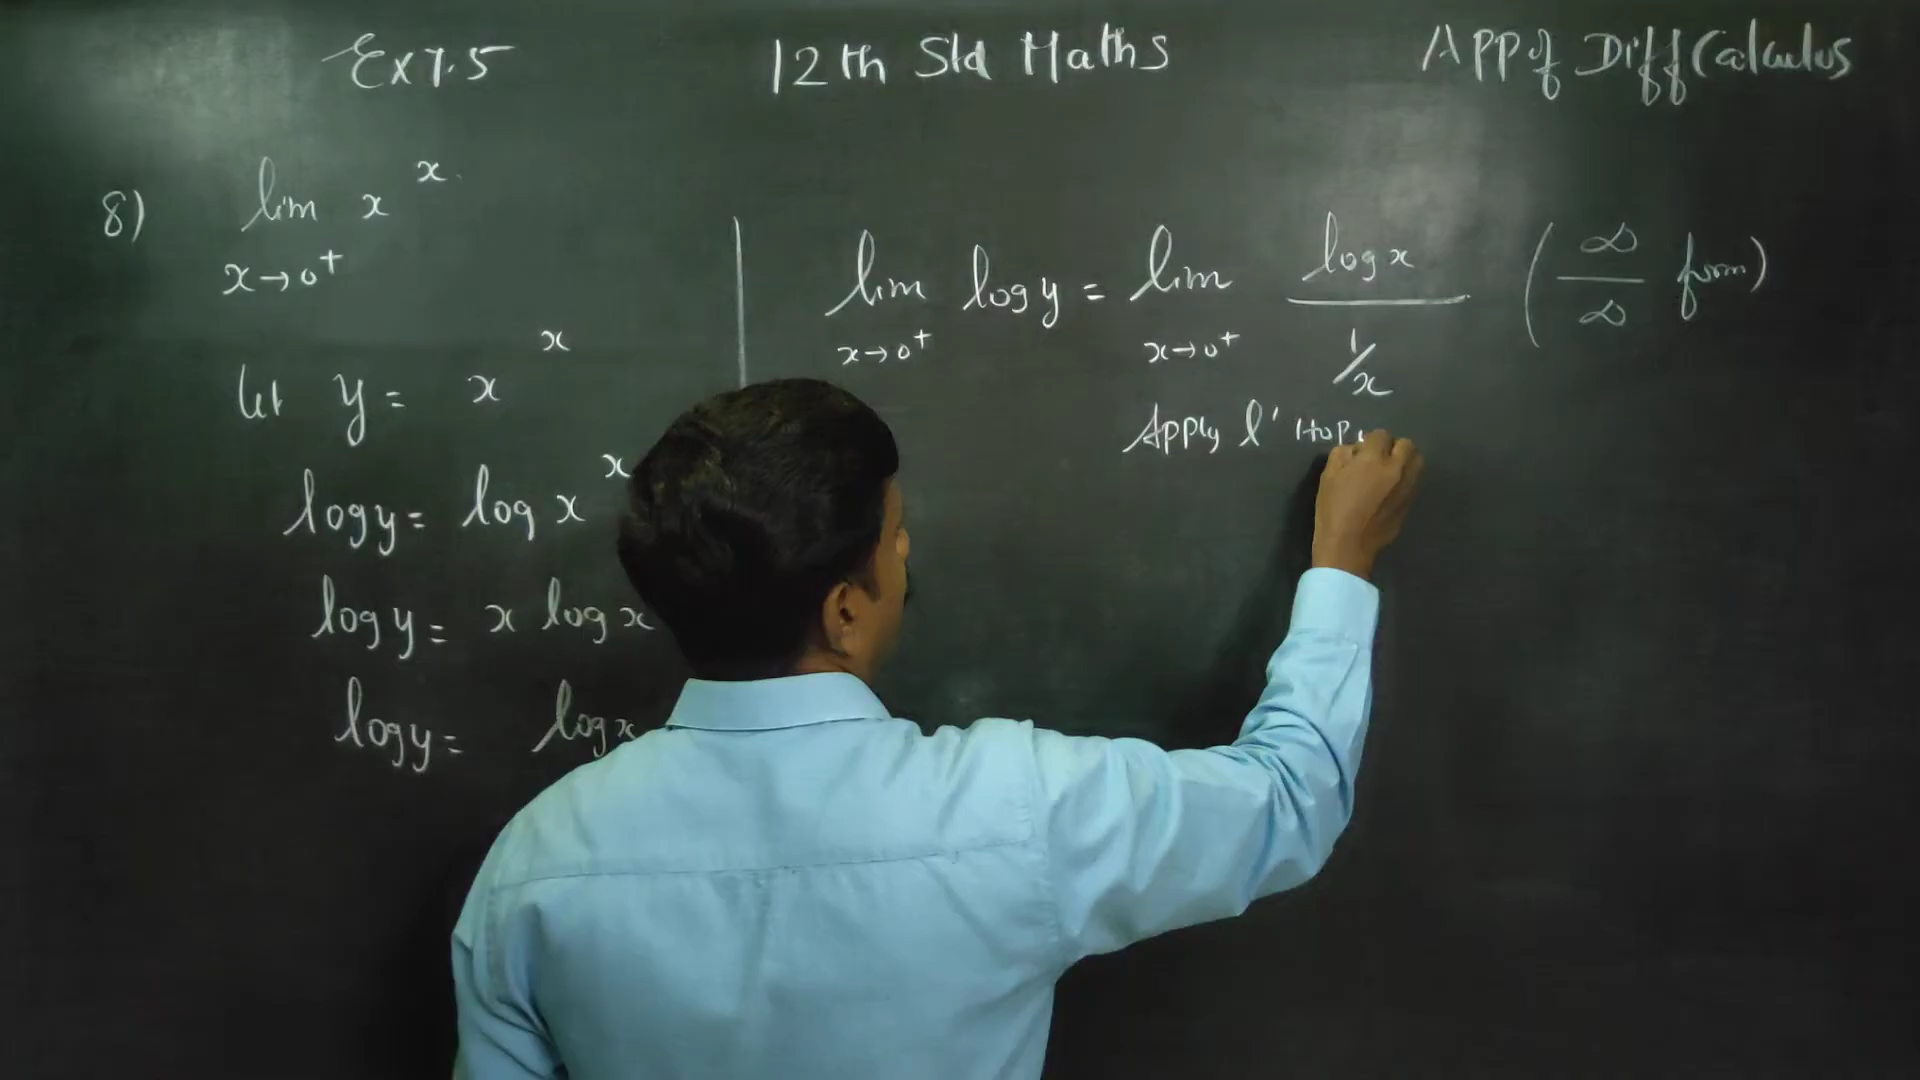 Ex 7.5 12th Std Maths App of Diff Calculus
8) lim x^x
x→0⁺
let y = x^x
log y = log x^x
log y = x log x
log y = log x
lim log y = lim log x / 1/x (∞/∞ form)
x→0⁺ x→0⁺
Apply l' Hop